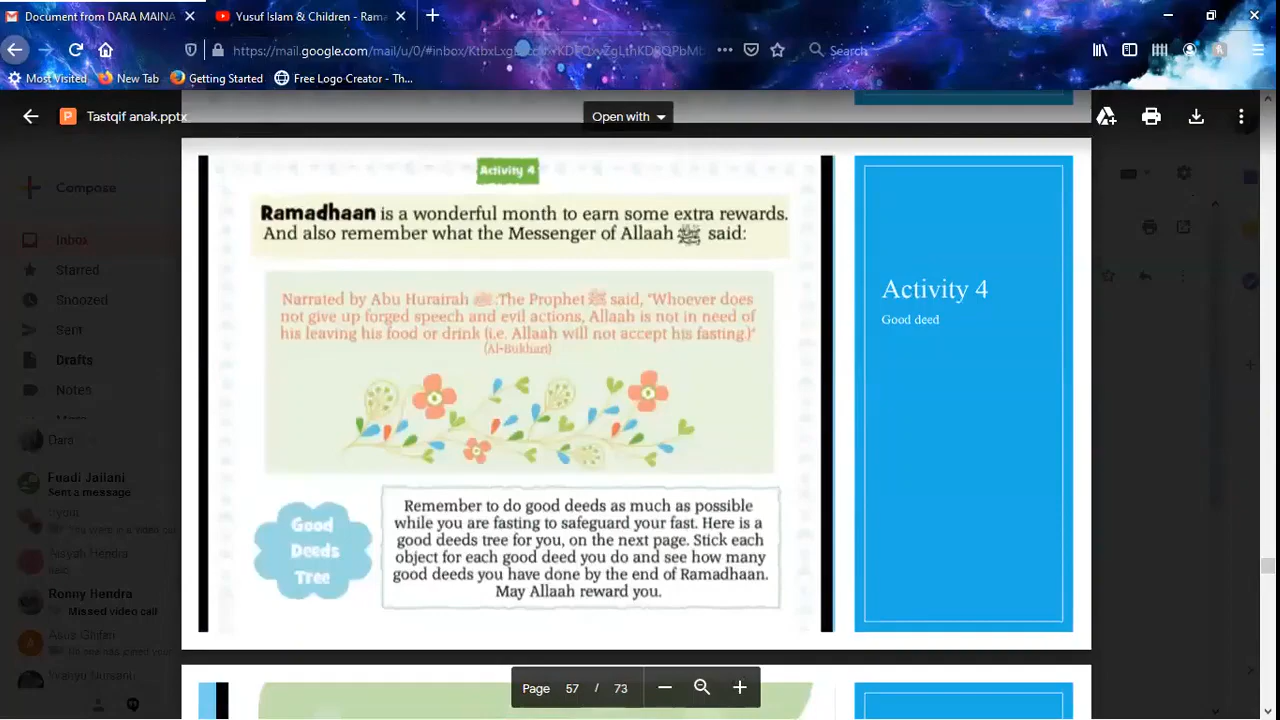 Document from DARA MAINA
Yusuf Islam & Children - Rama
https://mail.google.com/mail/u/0/#inbox/
Search
Most Visited
New Tab
Getting Started
Free Logo Creator - Th...
Tastqif anak.pptx
Open with
Compose
Inbox
Starred
Snoozed
Sent
Drafts
Notes
Dara
Fuadi Jailani
Sent a message
Aisyah Hendra
Ronny Hendra
Missed video call
Activity 4
Ramadhaan is a wonderful month to earn some extra rewards.
And also remember what the Messenger of Allaah ﷺ said:
Narrated by Abu Hurairah :The Prophet ﷺ said, "Whoever does
not give up forged speech and evil actions, Allaah is not in need of
his leaving his food or drink (i.e. Allaah will not accept his fasting.)"
(Al-Bukhari)
Good
Deeds
Tree
Remember to do good deeds as much as possible
while you are fasting to safeguard your fast. Here is a
good deeds tree for you, on the next page. Stick each
object for each good deed you do and see how many
good deeds you have done by the end of Ramadhaan.
May Allaah reward you.
Activity 4
Good deed
Page 57 / 73